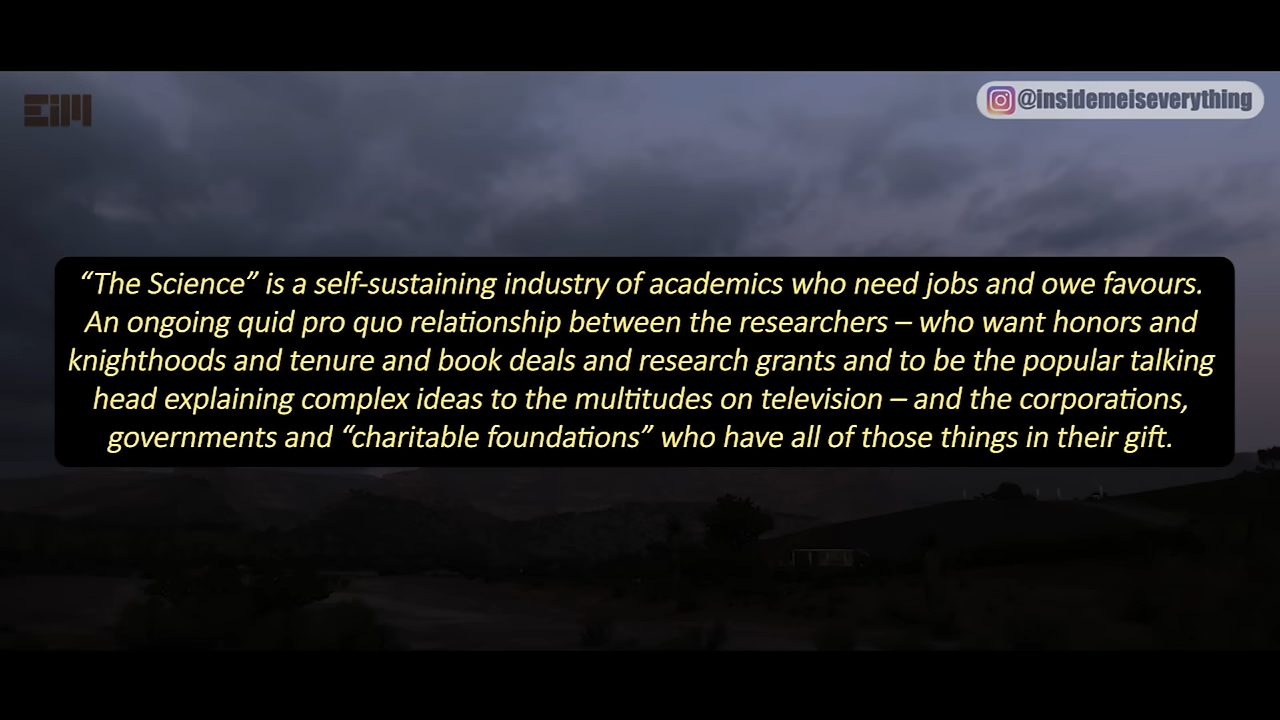 EiM
@insidemeiseverything
“The Science” is a self-sustaining industry of academics who need jobs and owe favours.
An ongoing quid pro quo relationship between the researchers – who want honors and
knighthoods and tenure and book deals and research grants and to be the popular talking
head explaining complex ideas to the multitudes on television – and the corporations,
governments and “charitable foundations” who have all of those things in their gift.